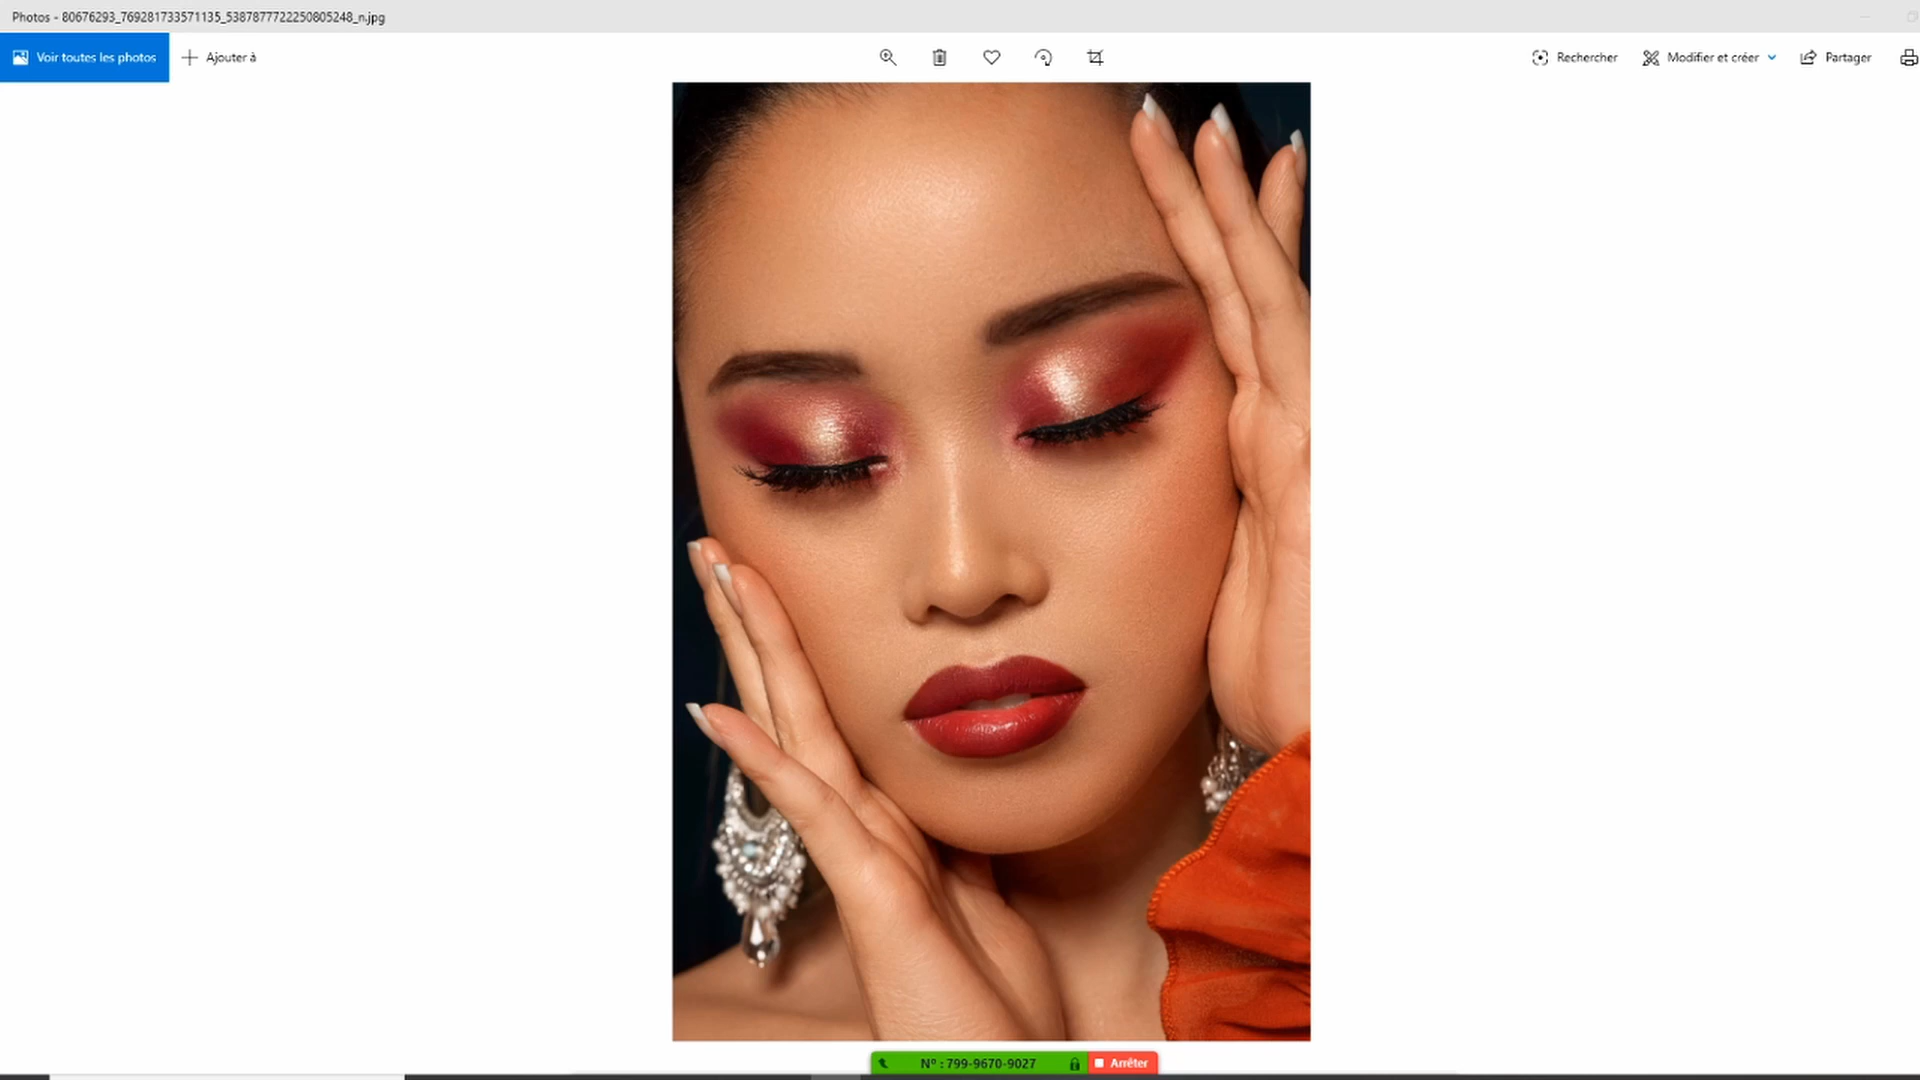 Photos - 80676293_769281733571135_5387877722250805248_n.jpg
Voir toutes les photos
Ajouter à
Rechercher
Modifier et créer
Partager
N° : 799-9670-9027
Arrêter